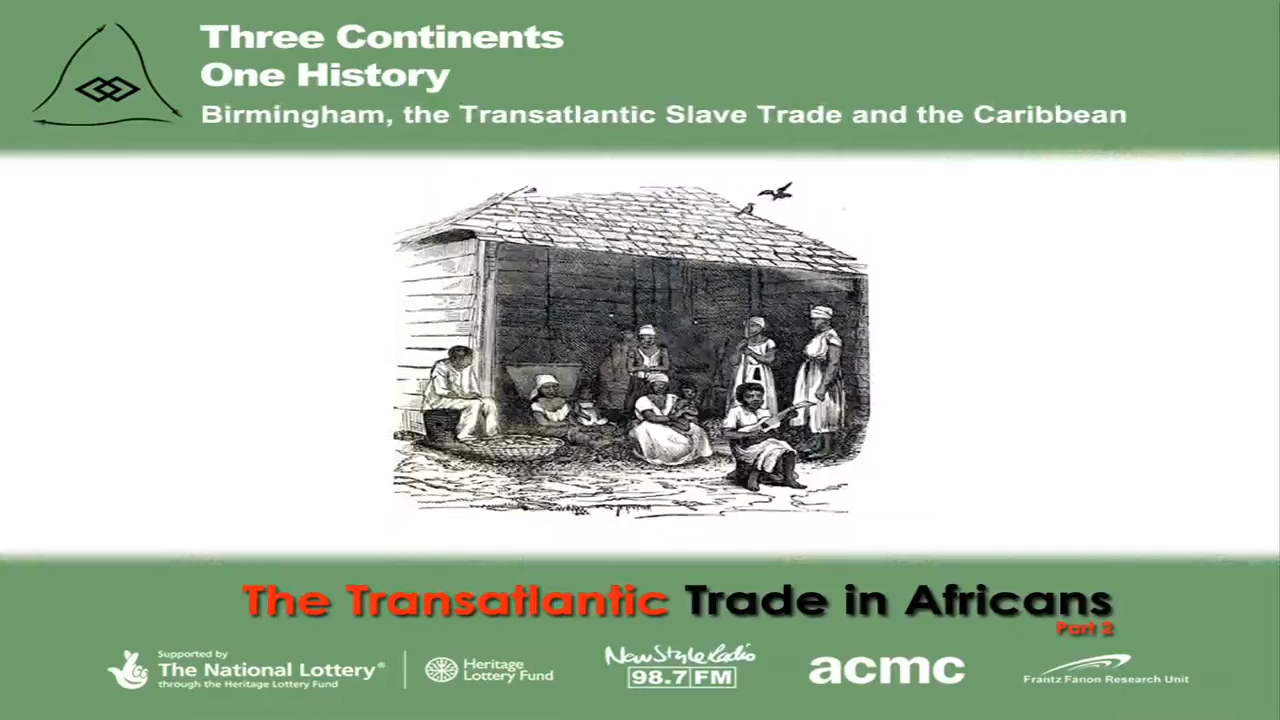 Three Continents
One History
Birmingham, the Transatlantic Slave Trade and the Caribbean
The Transatlantic Trade in Africans
Part 2
Supported by
The National Lottery®
through the Heritage Lottery Fund
Heritage
Lottery Fund
New Style Radio
98.7 FM
acmc
Frantz Fanon Research Unit